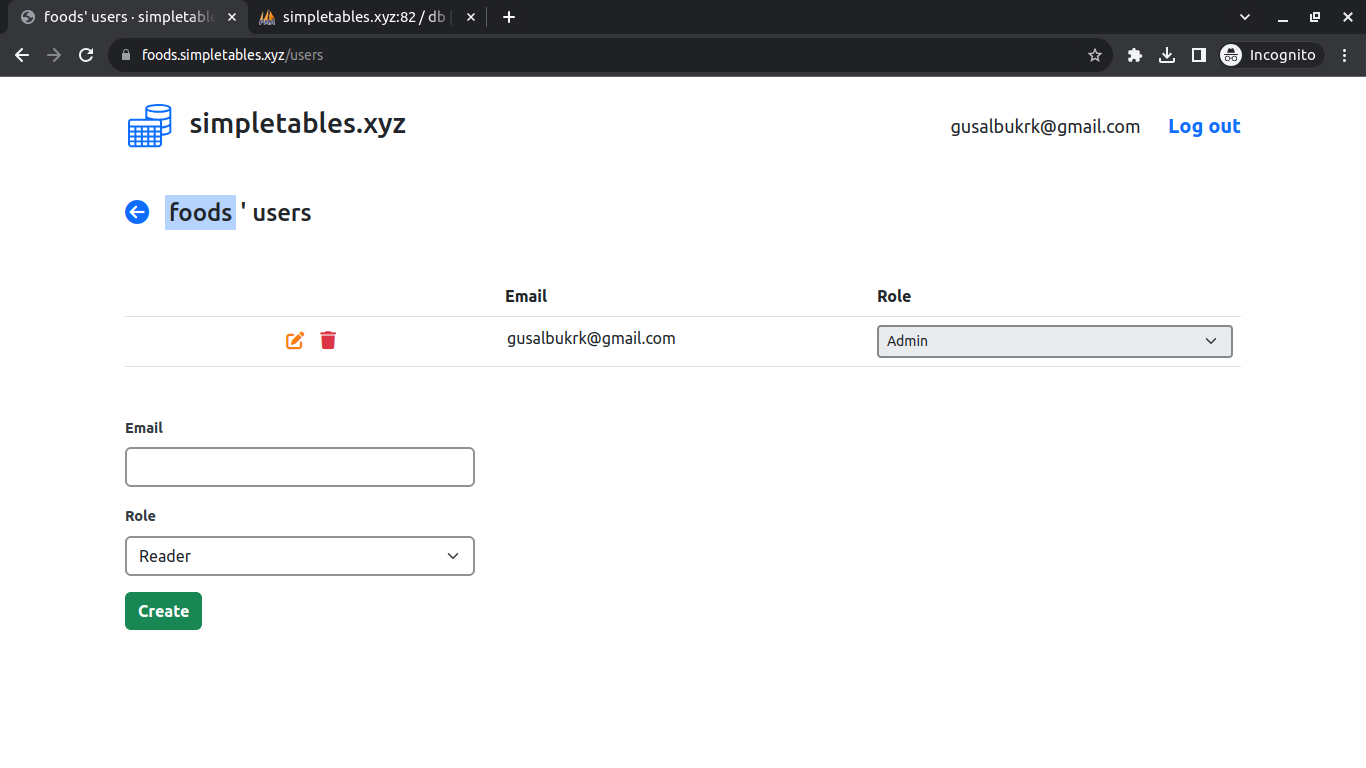 foods' users · simpletable
simpletables.xyz:82 / db |
foods.simpletables.xyz/users
Incognito
simpletables.xyz
gusalbukrk@gmail.com
Log out
foods ' users
Email Role
gusalbukrk@gmail.com Admin
Email
Role
Reader
Create